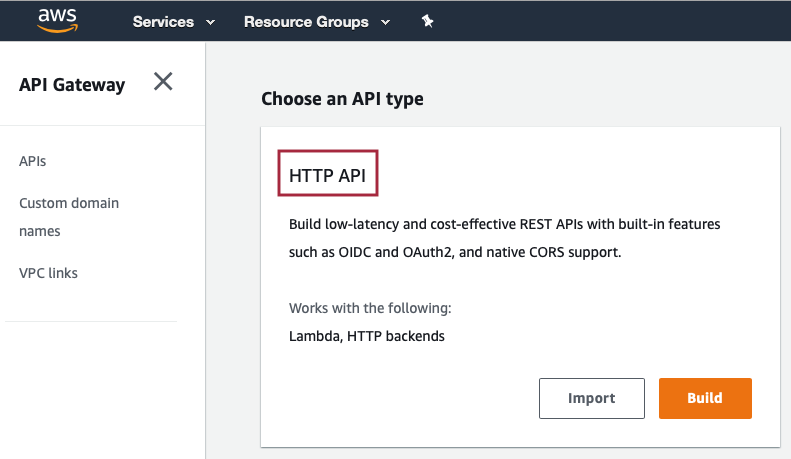 aws
Services
Resource Groups
API Gateway
APIs
Custom domain
names
VPC links
Choose an API type
HTTP API
Build low-latency and cost-effective REST APIs with built-in features
such as OIDC and OAuth2, and native CORS support.
Works with the following:
Lambda, HTTP backends
Import
Build